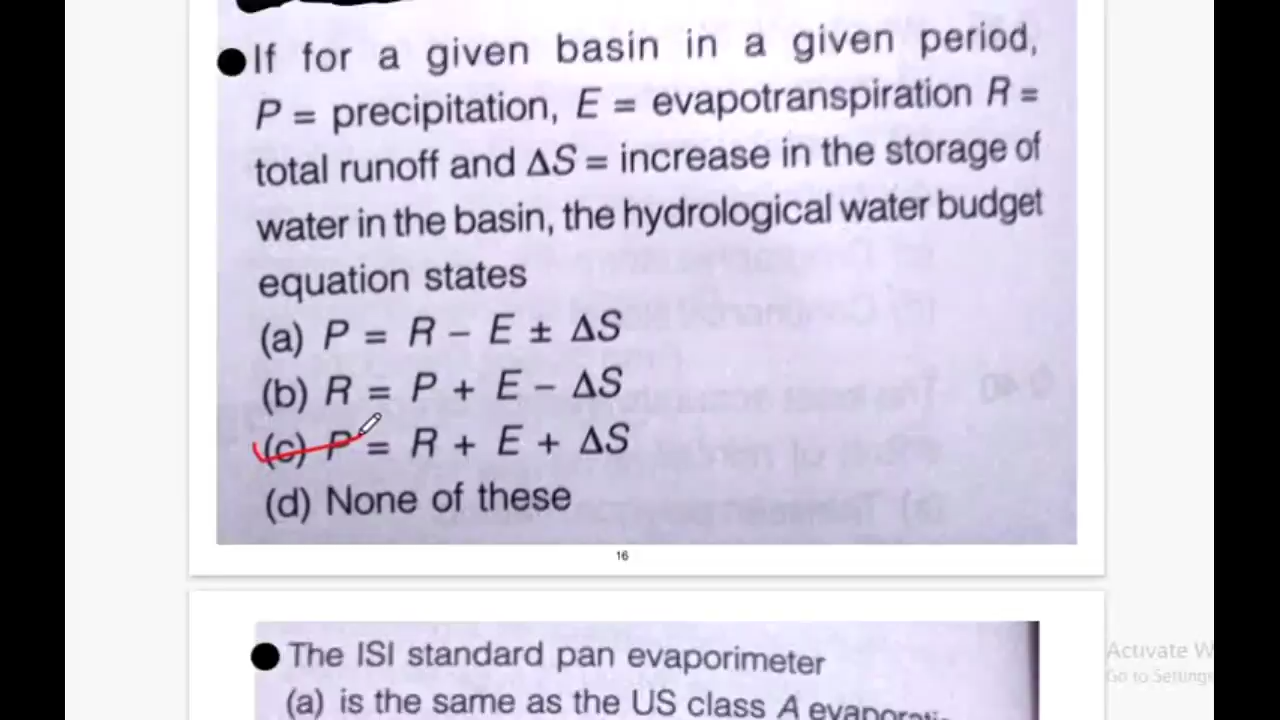 If for a given basin in a given period,
P = precipitation, E = evapotranspiration R =
total runoff and ΔS = increase in the storage of
water in the basin, the hydrological water budget
equation states
(a) P = R − E ± ΔS
(b) R = P + E − ΔS
(c) P = R + E + ΔS
(d) None of these
16
The ISI standard pan evaporimeter
(a) is the same as the US class A
Activate W
Go to Setting